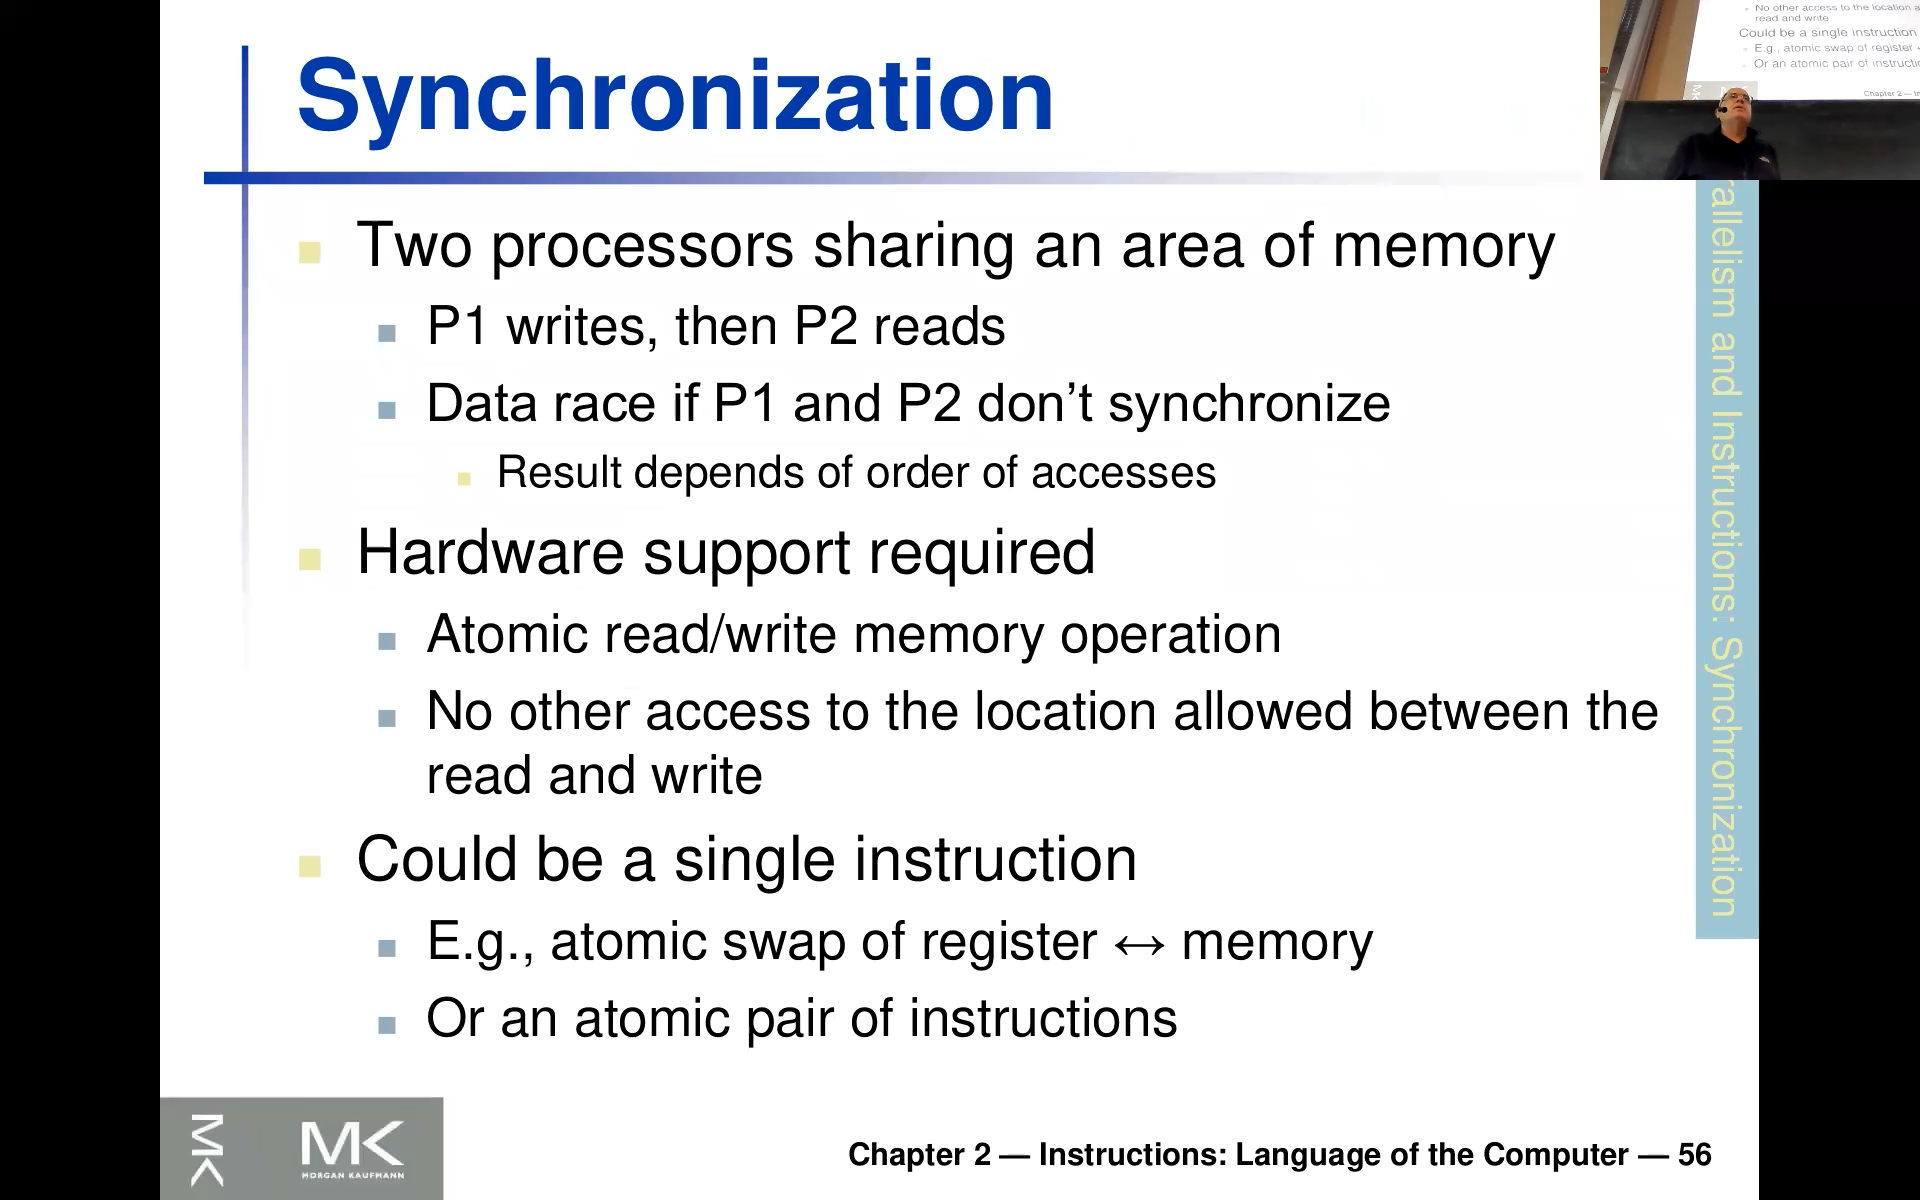 Synchronization
Two processors sharing an area of memory
P1 writes, then P2 reads
Data race if P1 and P2 don’t synchronize
Result depends of order of accesses
Hardware support required
Atomic read/write memory operation
No other access to the location allowed between the
read and write
Could be a single instruction
E.g., atomic swap of register ↔ memory
Or an atomic pair of instructions
MK
MK
MORGAN KAUFMANN
Chapter 2 — Instructions: Language of the Computer — 56
No other access to the location
read and write
Could be a single instruction
E.g., atomic swap of register
Or an atomic pair of
Chapter 2 —
and Instructions: Synchronization